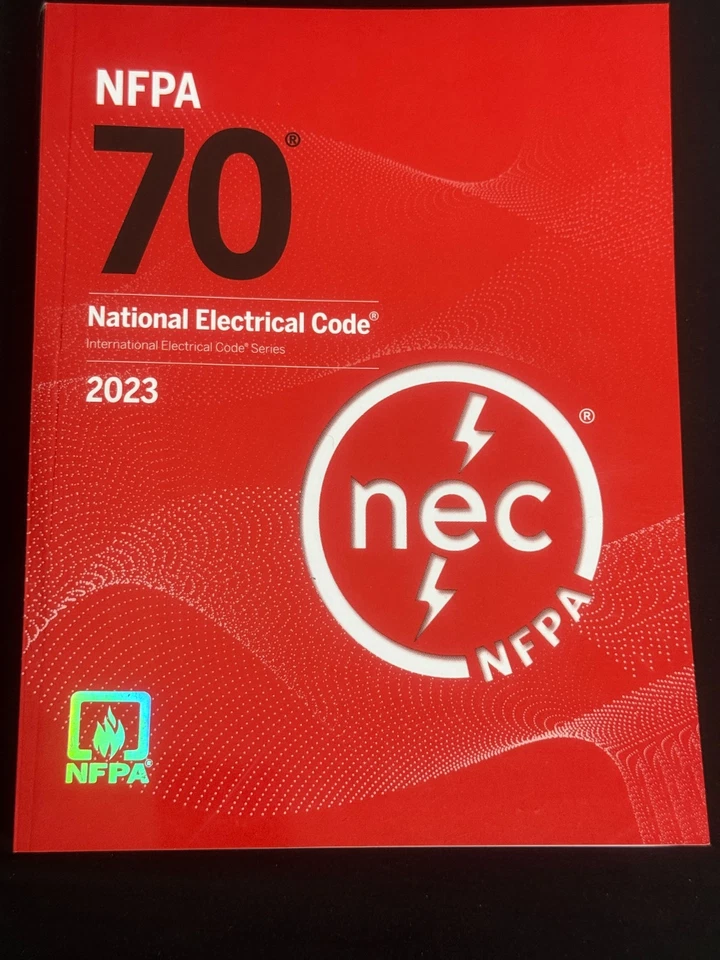 NFPA
70®
National Electrical Code®
International Electrical Code® Series
2023
®
nec
NFPA
NFPA®